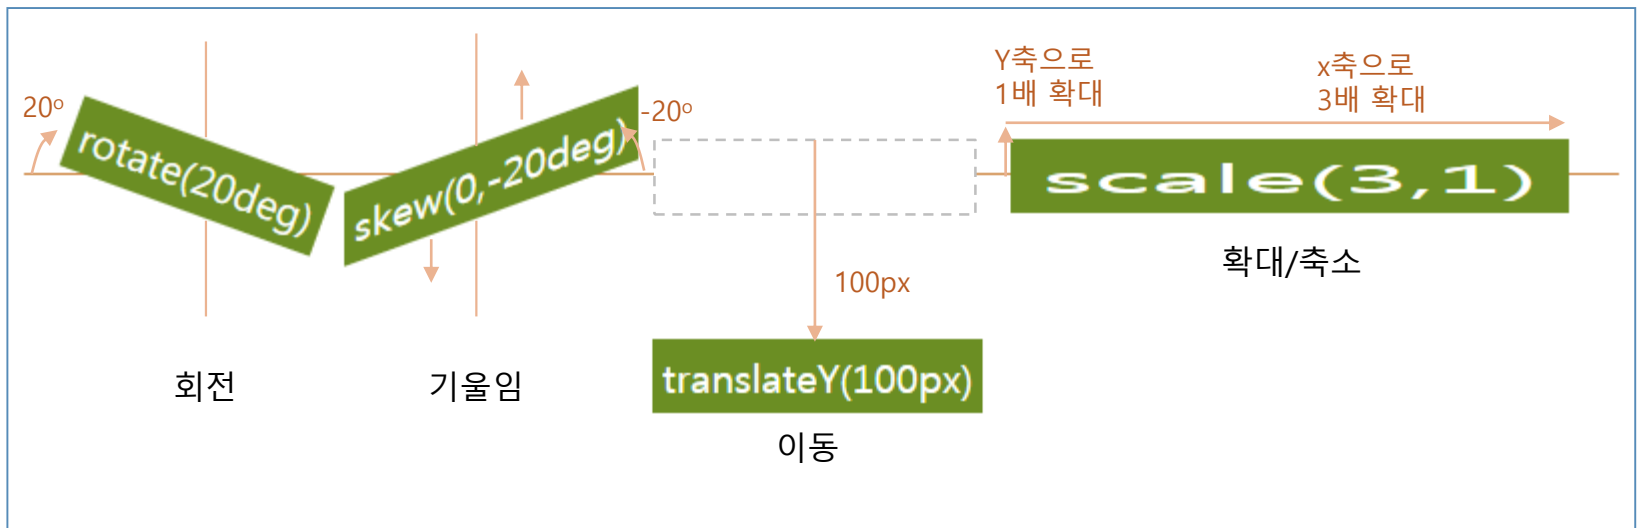 20º
rotate(20deg)
회전
skew(0,-20deg)
-20º
기울임
100px
translateY(100px)
이동
Y축으로
1배 확대
x축으로
3배 확대
scale(3,1)
확대/축소